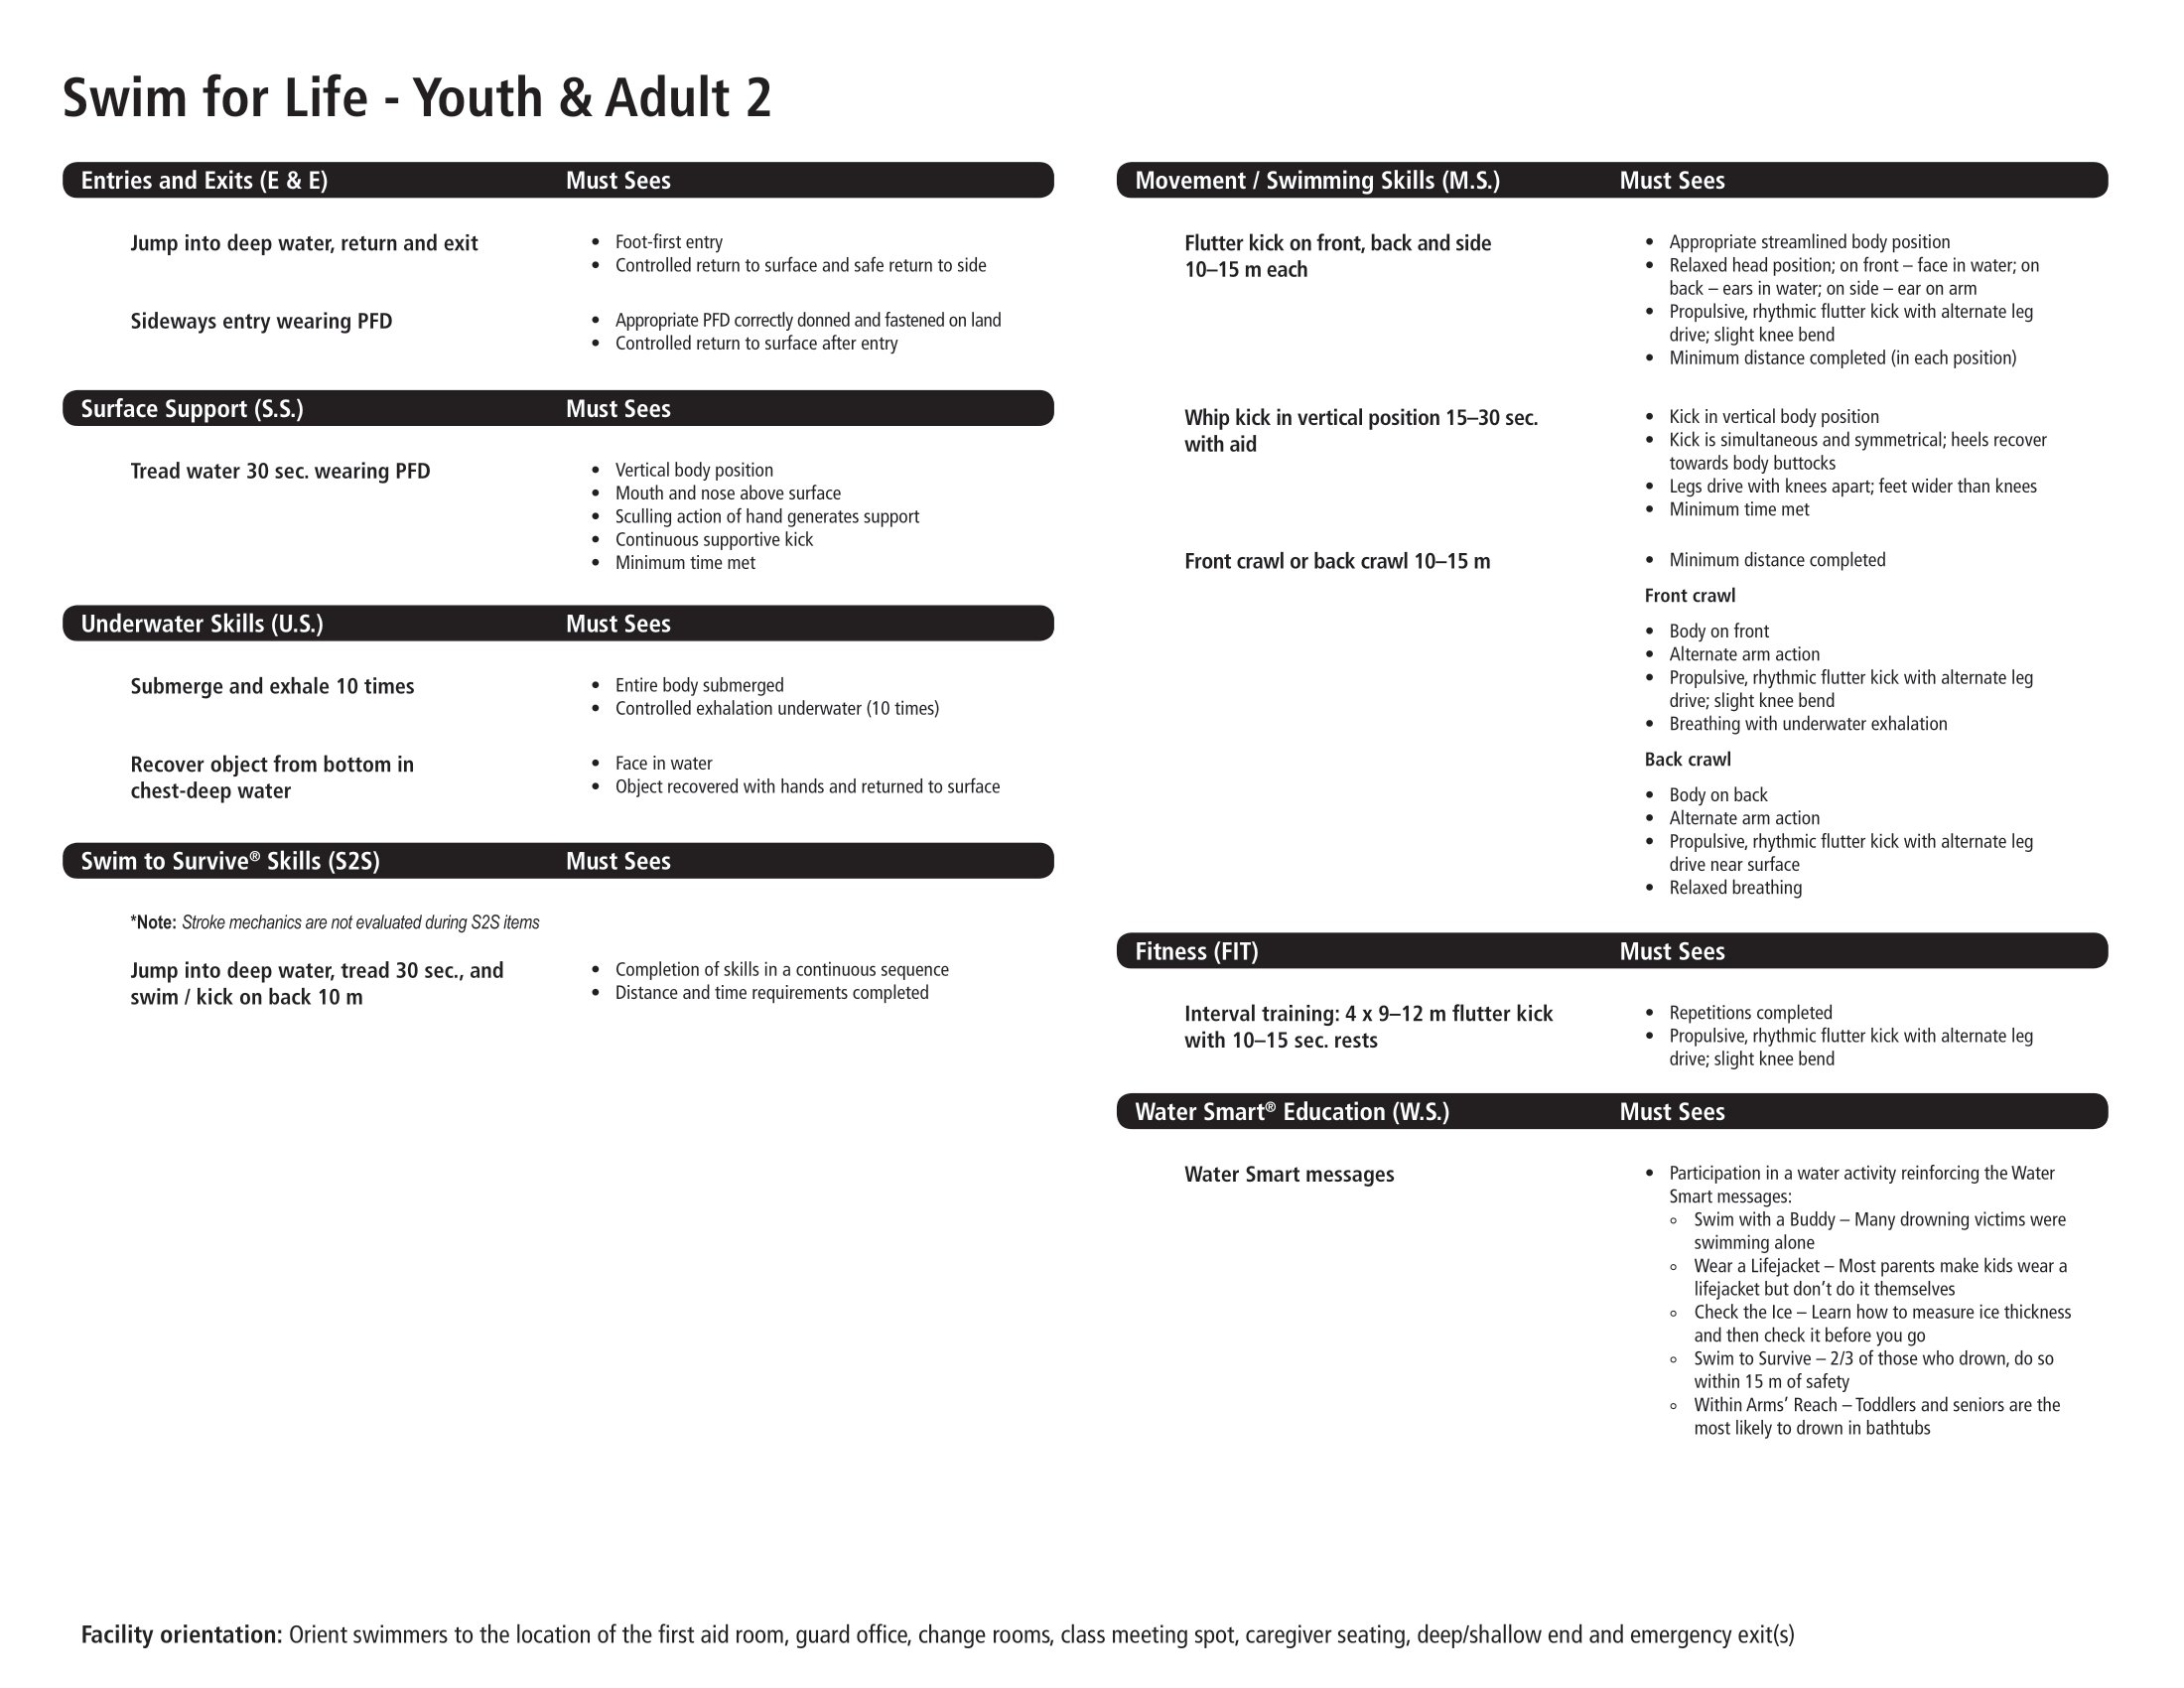 Swim for Life - Youth & Adult 2
Entries and Exits (E & E) Must Sees
Jump into deep water, return and exit
• Foot-first entry
• Controlled return to surface and safe return to side
Sideways entry wearing PFD
• Appropriate PFD correctly donned and fastened on land
• Controlled return to surface after entry
Surface Support (S.S.) Must Sees
Tread water 30 sec. wearing PFD
• Vertical body position
• Mouth and nose above surface
• Sculling action of hand generates support
• Continuous supportive kick
• Minimum time met
Underwater Skills (U.S.) Must Sees
Submerge and exhale 10 times
• Entire body submerged
• Controlled exhalation underwater (10 times)
Recover object from bottom in
chest-deep water
• Face in water
• Object recovered with hands and returned to surface
Swim to Survive® Skills (S2S) Must Sees
*Note: Stroke mechanics are not evaluated during S2S items
Jump into deep water, tread 30 sec., and
swim / kick on back 10 m
• Completion of skills in a continuous sequence
• Distance and time requirements completed
Movement / Swimming Skills (M.S.) Must Sees
Flutter kick on front, back and side
10–15 m each
• Appropriate streamlined body position
• Relaxed head position; on front – face in water; on
back – ears in water; on side – ear on arm
• Propulsive, rhythmic flutter kick with alternate leg
drive; slight knee bend
• Minimum distance completed (in each position)
Whip kick in vertical position 15–30 sec.
with aid
• Kick in vertical body position
• Kick is simultaneous and symmetrical; heels recover
towards body buttocks
• Legs drive with knees apart; feet wider than knees
• Minimum time met
Front crawl or back crawl 10–15 m
• Minimum distance completed
Front crawl
• Body on front
• Alternate arm action
• Propulsive, rhythmic flutter kick with alternate leg
drive; slight knee bend
• Breathing with underwater exhalation
Back crawl
• Body on back
• Alternate arm action
• Propulsive, rhythmic flutter kick with alternate leg
drive near surface
• Relaxed breathing
Fitness (FIT) Must Sees
Interval training: 4 x 9–12 m flutter kick
with 10–15 sec. rests
• Repetitions completed
• Propulsive, rhythmic flutter kick with alternate leg
drive; slight knee bend
Water Smart® Education (W.S.) Must Sees
Water Smart messages
• Participation in a water activity reinforcing the Water
Smart messages:
○ Swim with a Buddy – Many drowning victims were
swimming alone
○ Wear a Lifejacket – Most parents make kids wear a
lifejacket but don’t do it themselves
○ Check the Ice – Learn how to measure ice thickness
and then check it before you go
○ Swim to Survive – 2/3 of those who drown, do so
within 15 m of safety
○ Within Arms’ Reach – Toddlers and seniors are the
most likely to drown in bathtubs
Facility orientation: Orient swimmers to the location of the first aid room, guard office, change rooms, class meeting spot, caregiver seating, deep/shallow end and emergency exit(s)